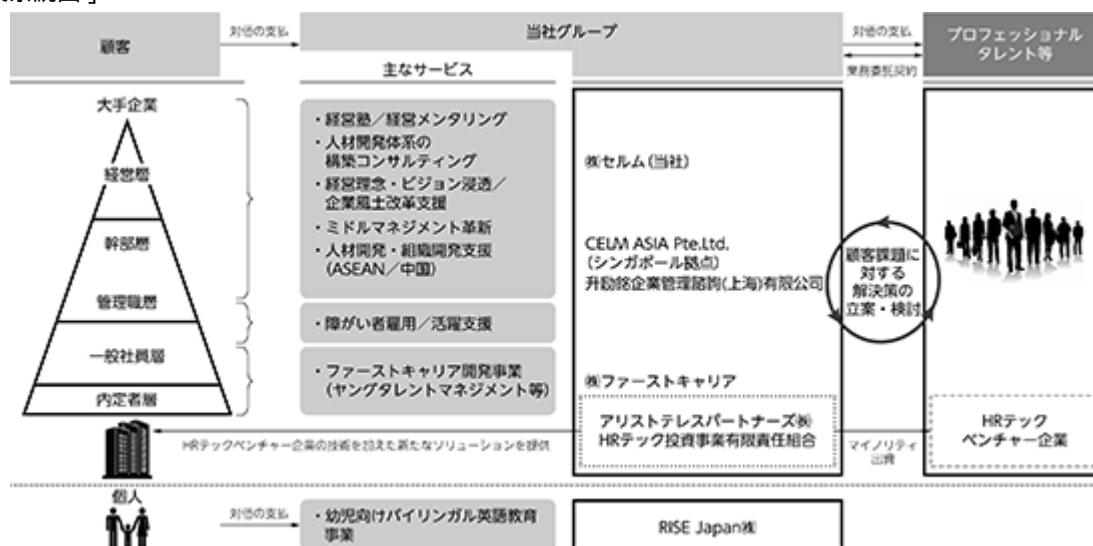 顧客
対価の支払
当社グループ
対価の支払
業務委託契約
プロフェッショナル
タレント等
主なサービス
大手企業
経営層
幹部層
管理職層
一般社員層
内定者層
・経営塾／経営メンタリング
・人材開発体系の
構築コンサルティング
・経営理念・ビジョン浸透／
企業風土改革支援
・ミドルマネジメント革新
・人材開発・組織開発支援
(ASEAN／中国)
・障がい者雇用／活躍支援
・ファーストキャリア開発事業
(ヤングタレントマネジメント等)
㈱セルム(当社)
CELM ASIA Pte.Ltd.
(シンガポール拠点)
升励銘企業管理諮詢(上海)有限公司
㈱ファーストキャリア
アリストテレスパートナーズ㈱
HRテック投資事業有限責任組合
顧客課題に
対する
解決策の
立案・検討
HRテック
ベンチャー企業
HRテックベンチャー企業の技術を加えた新たなソリューションを提供
マイノリティ
出資
個人
対価の支払
・幼児向けバイリンガル英語教育
事業
RISE Japan㈱